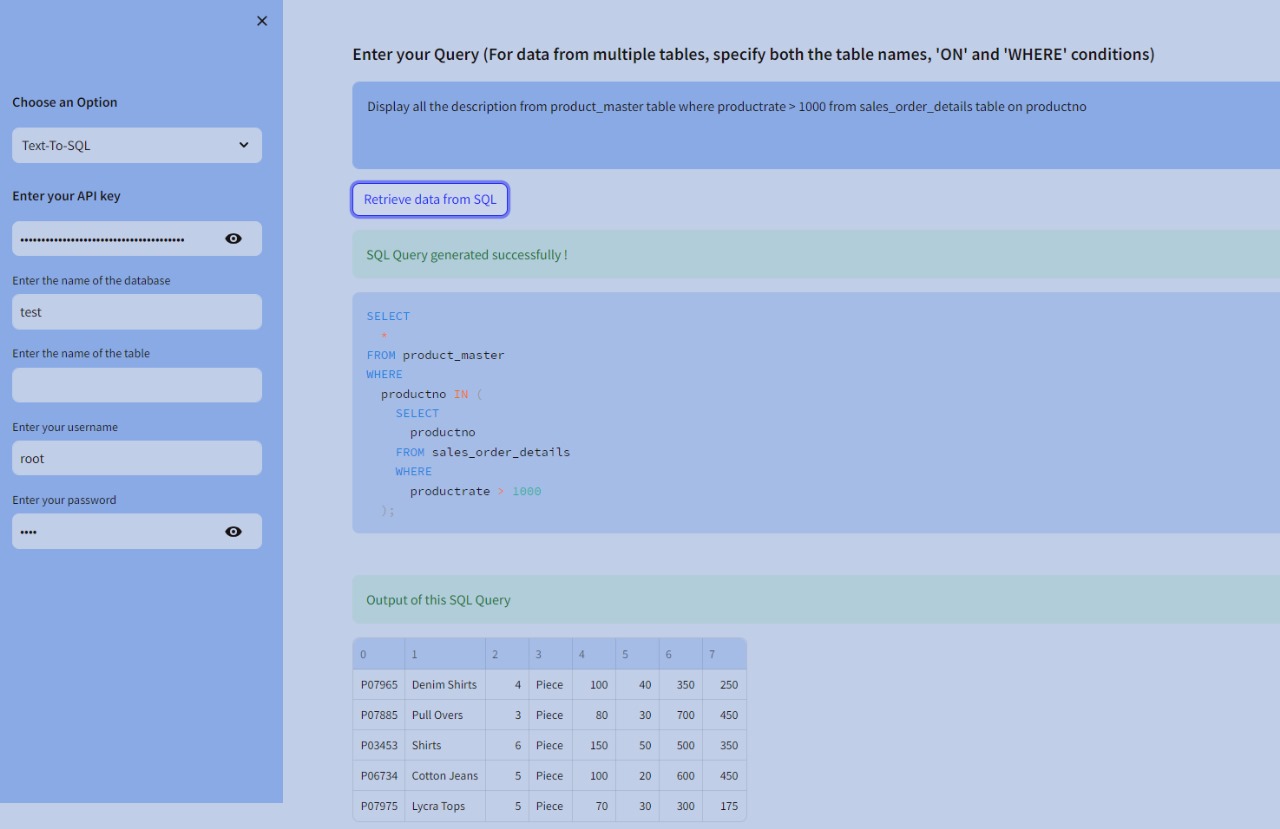 Choose an Option
Text-To-SQL
Enter your API key
••••••••••••••••••••••••••••••••••••••••
Enter the name of the database
test
Enter the name of the table
Enter your username
root
Enter your password
••••
Enter your Query (For data from multiple tables, specify both the table names, 'ON' and 'WHERE' conditions)
Display all the description from product_master table where productrate > 1000 from sales_order_details table on productno
Retrieve data from SQL
SQL Query generated successfully !
SELECT
*
FROM product_master
WHERE
productno IN (
SELECT
productno
FROM sales_order_details
WHERE
productrate > 1000
);
Output of this SQL Query
0 1 2 3 4 5 6 7
P07965 Denim Shirts 4 Piece 100 40 350 250
P07885 Pull Overs 3 Piece 80 30 700 450
P03453 Shirts 6 Piece 150 50 500 350
P06734 Cotton Jeans 5 Piece 100 20 600 450
P07975 Lycra Tops 5 Piece 70 30 300 175